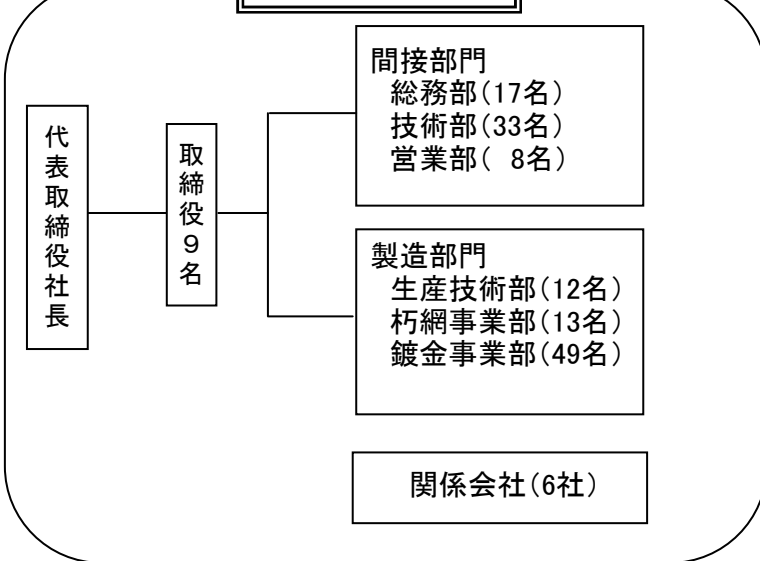 代表取締役社長
取締役9名
間接部門
総務部(17名)
技術部(33名)
営業部( 8名)
製造部門
生産技術部(12名)
朽網事業部(13名)
鍍金事業部(49名)
関係会社(6社)